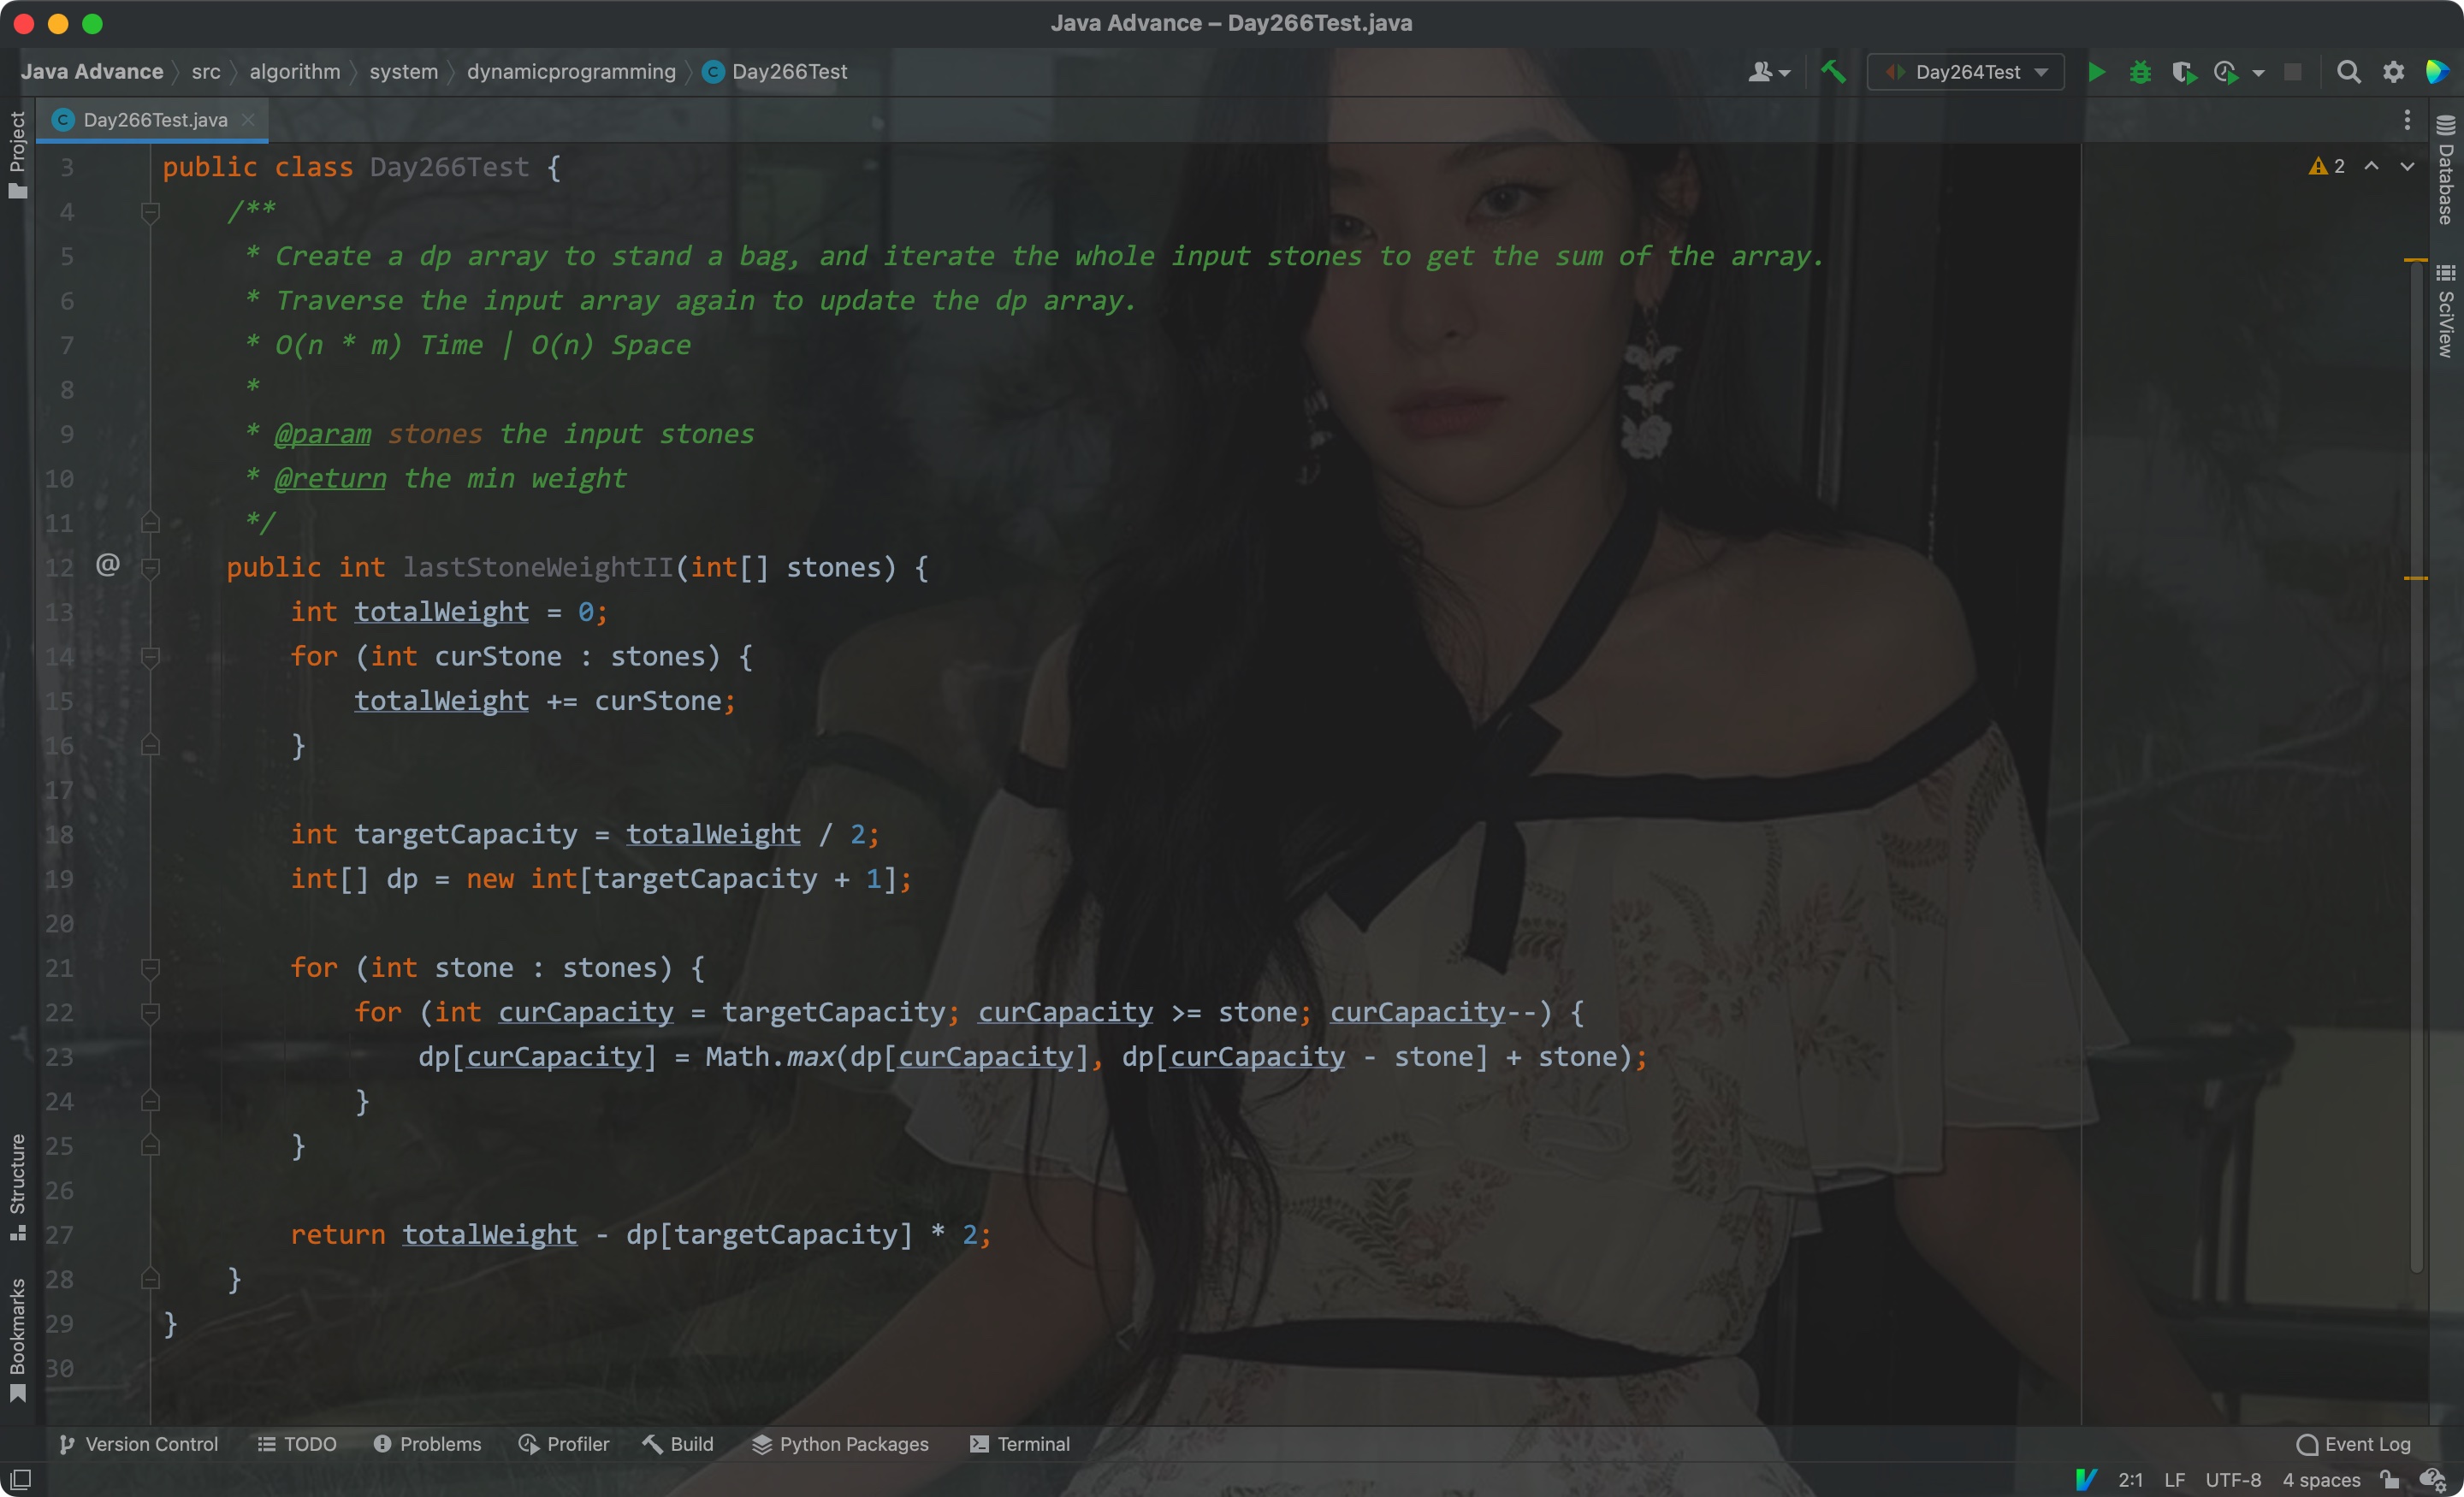 Java Advance – Day266Test.java
Java Advance src algorithm system dynamicprogramming Day266Test Day264Test
Day266Test.java
Project
Database
SciView
Structure
Bookmarks
2
3 public class Day266Test {
4 /**
5 * Create a dp array to stand a bag, and iterate the whole input stones to get the sum of the array.
6 * Traverse the input array again to update the dp array.
7 * O(n * m) Time | O(n) Space
8 *
9 * @param stones the input stones
10 * @return the min weight
11 */
12 @ public int lastStoneWeightII(int[] stones) {
13 int totalWeight = 0;
14 for (int curStone : stones) {
15 totalWeight += curStone;
16 }
17
18 int targetCapacity = totalWeight / 2;
19 int[] dp = new int[targetCapacity + 1];
20
21 for (int stone : stones) {
22 for (int curCapacity = targetCapacity; curCapacity >= stone; curCapacity--) {
23 dp[curCapacity] = Math.max(dp[curCapacity], dp[curCapacity - stone] + stone);
24 }
25 }
26
27 return totalWeight - dp[targetCapacity] * 2;
28 }
29 }
30
Version Control TODO Problems Profiler Build Python Packages Terminal Event Log
2:1 LF UTF-8 4 spaces